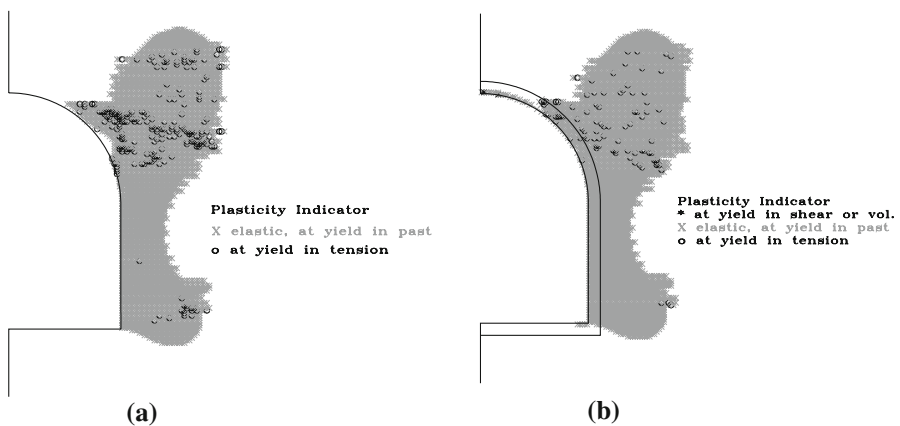 Plasticity Indicator
X elastic, at yield in past
o at yield in tension
Plasticity Indicator
* at yield in shear or vol.
X elastic, at yield in past
o at yield in tension
(a)
(b)